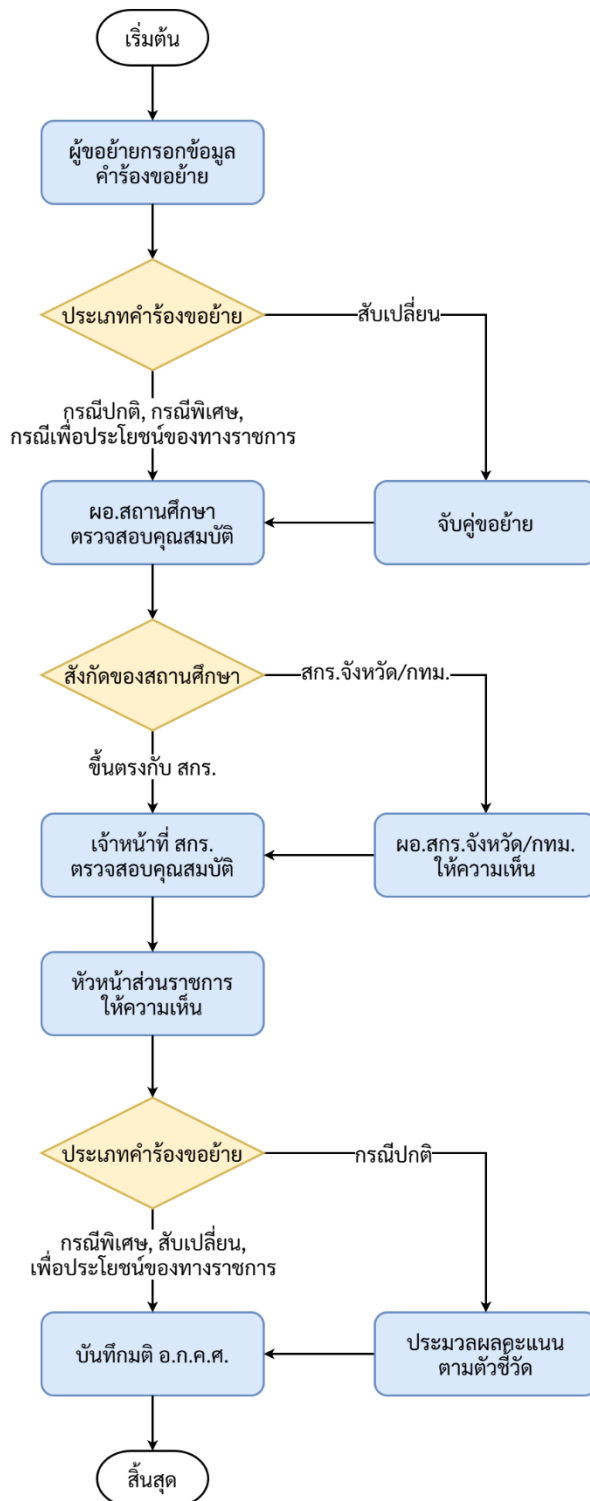 เริ่มต้น
ผู้ขอย้ายกรอกข้อมูล
คำร้องขอย้าย
ประเภทคำร้องขอย้าย
สับเปลี่ยน
กรณีปกติ, กรณีพิเศษ,
กรณีเพื่อประโยชน์ของทางราชการ
ผอ.สถานศึกษา
ตรวจสอบคุณสมบัติ
จับคู่ขอย้าย
สังกัดของสถานศึกษา
สกร.จังหวัด/กทม.
ขึ้นตรงกับ สกร.
เจ้าหน้าที่ สกร.
ตรวจสอบคุณสมบัติ
ผอ.สกร.จังหวัด/กทม.
ให้ความเห็น
หัวหน้าส่วนราชการ
ให้ความเห็น
ประเภทคำร้องขอย้าย
กรณีปกติ
กรณีพิเศษ, สับเปลี่ยน,
เพื่อประโยชน์ของทางราชการ
บันทึกมติ อ.ก.ค.ศ.
ประมวลผลคะแนน
ตามตัวชี้วัด
สิ้นสุด